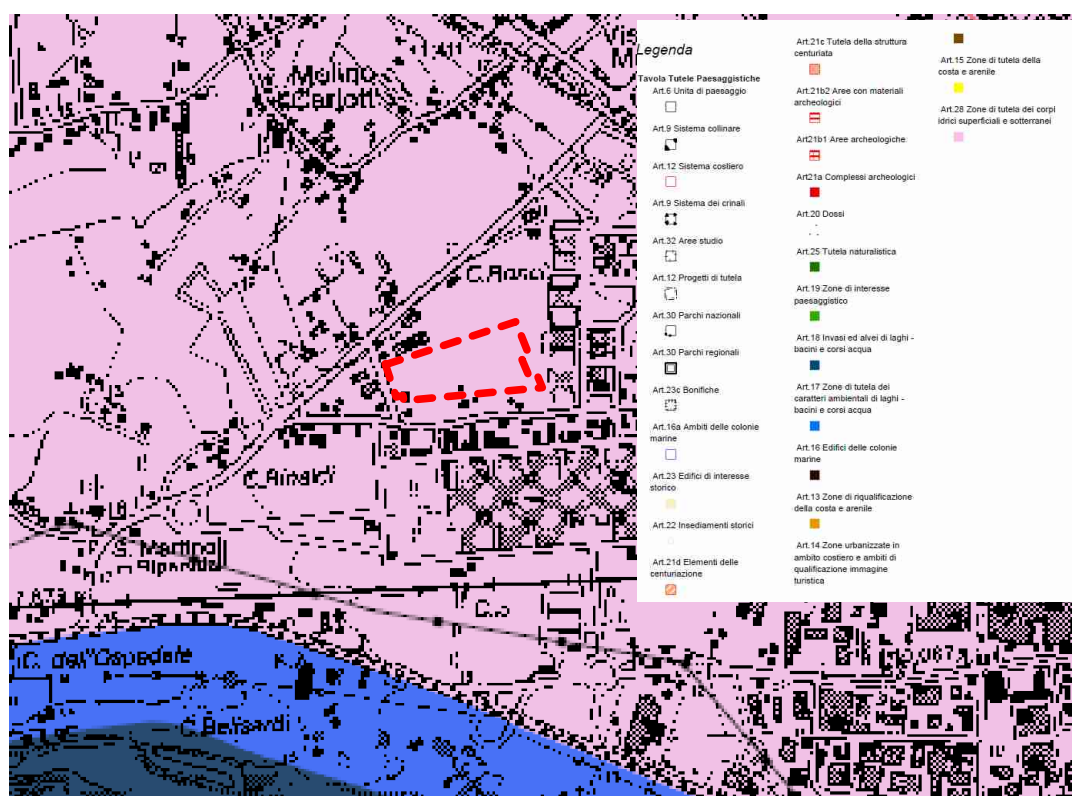 Molino
Carlotti
C. Ronci
C. Rinaldi
S. Martino
C. dell'Ospedale
C. Belisardi
Legenda
Tavola Tutele Paesaggistiche
Art.6 Unita di paesaggio
Art.9 Sistema collinare
Art.12 Sistema costiero
Art.9 Sistema dei crinali
Art.32 Aree studio
Art.12 Progetti di tutela
Art.30 Parchi nazionali
Art.30 Parchi regionali
Art.23c Bonifiche
Art.16a Ambiti delle colonie
marine
Art.23 Edifici di interesse
storico
Art.22 Insediamenti storici
Art.21d Elementi delle
centuriazione
Art.21c Tutela della struttura
centuriata
Art.21b2 Aree con materiali
archeologici
Art21b1 Aree archeologiche
Art21a Complessi archeologici
Art.20 Dossi
Art.25 Tutela naturalistica
Art.19 Zone di interesse
paesaggistico
Art.18 Invasi ed alvei di laghi -
bacini e corsi acqua
Art.17 Zone di tutela dei
caratteri ambientali di laghi -
bacini e corsi acqua
Art.16 Edifici delle colonie
marine
Art.13 Zone di riqualificazione
della costa e arenile
Art.14 Zone urbanizzate in
ambito costiero e ambiti di
qualificazione immagine
turistica
Art.15 Zone di tutela della
costa e arenile
Art.28 Zone di tutela dei corpi
idrici superficiali e sotterranei